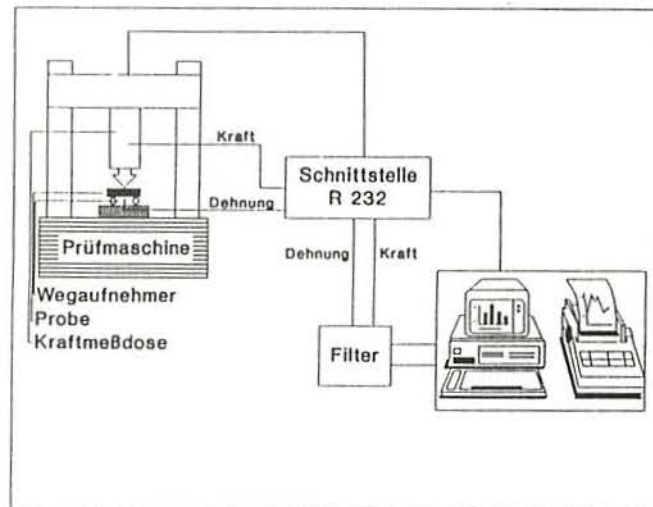 Kraft
Schnittstelle
R 232
Dehnung
Prüfmaschine
Dehnung
Kraft
Wegaufnehmer
Probe
Kraftmeßdose
Filter